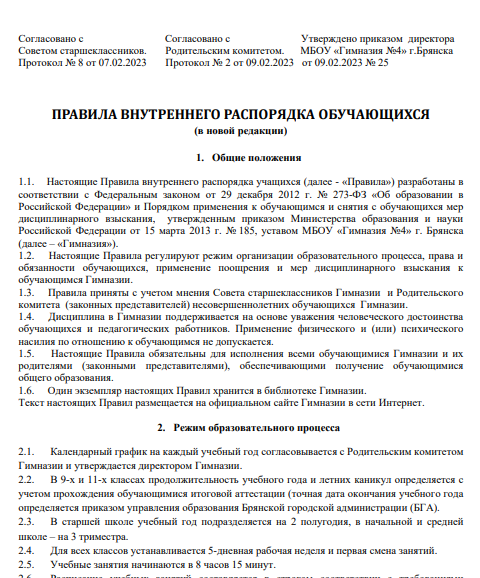 Согласовано с Согласовано с Утверждено приказом директора
Советом старшеклассников. Родительским комитетом. МБОУ «Гимназия №4» г.Брянска
Протокол № 8 от 07.02.2023 Протокол № 2 от 09.02.2023 от 09.02.2023 № 25
ПРАВИЛА ВНУТРЕННЕГО РАСПОРЯДКА ОБУЧАЮЩИХСЯ
(в новой редакции)
1. Общие положения
1.1. Настоящие Правила внутреннего распорядка учащихся (далее - «Правила») разработаны в
соответствии с Федеральным законом от 29 декабря 2012 г. № 273-ФЗ «Об образовании в
Российской Федерации» и Порядком применения к обучающимся и снятия с обучающихся мер
дисциплинарного взыскания, утвержденным приказом Министерства образования и науки
Российской Федерации от 15 марта 2013 г. № 185, уставом МБОУ «Гимназия №4» г. Брянска
(далее – «Гимназия»).
1.2. Настоящие Правила регулируют режим организации образовательного процесса, права и
обязанности обучающихся, применение поощрения и мер дисциплинарного взыскания к
обучающимся Гимназии.
1.3. Правила приняты с учетом мнения Совета старшеклассников Гимназии и Родительского
комитета (законных представителей) несовершеннолетних обучающихся Гимназии.
1.4. Дисциплина в Гимназии поддерживается на основе уважения человеческого достоинства
обучающихся и педагогических работников. Применение физического и (или) психического
насилия по отношению к обучающимся не допускается.
1.5. Настоящие Правила обязательны для исполнения всеми обучающимися Гимназии и их
родителями (законными представителями), обеспечивающими получение обучающимися
общего образования.
1.6. Один экземпляр настоящих Правил хранится в библиотеке Гимназии.
Текст настоящих Правил размещается на официальном сайте Гимназии в сети Интернет.
2. Режим образовательного процесса
2.1. Календарный график на каждый учебный год согласовывается с Родительским комитетом
Гимназии и утверждается директором Гимназии.
2.2. В 9-х и 11-х классах продолжительность учебного года и летних каникул определяется с
учетом прохождения обучающимися итоговой аттестации (точная дата окончания учебного года
определяется приказом управления образования Брянской городской администрации (БГА).
2.3. В старшей школе учебный год подразделяется на 2 полугодия, в начальной и средней
школе – на 3 триместра.
2.4. Для всех классов устанавливается 5-дневная рабочая неделя и первая смена занятий.
2.5. Учебные занятия начинаются в 8 часов 15 минут.